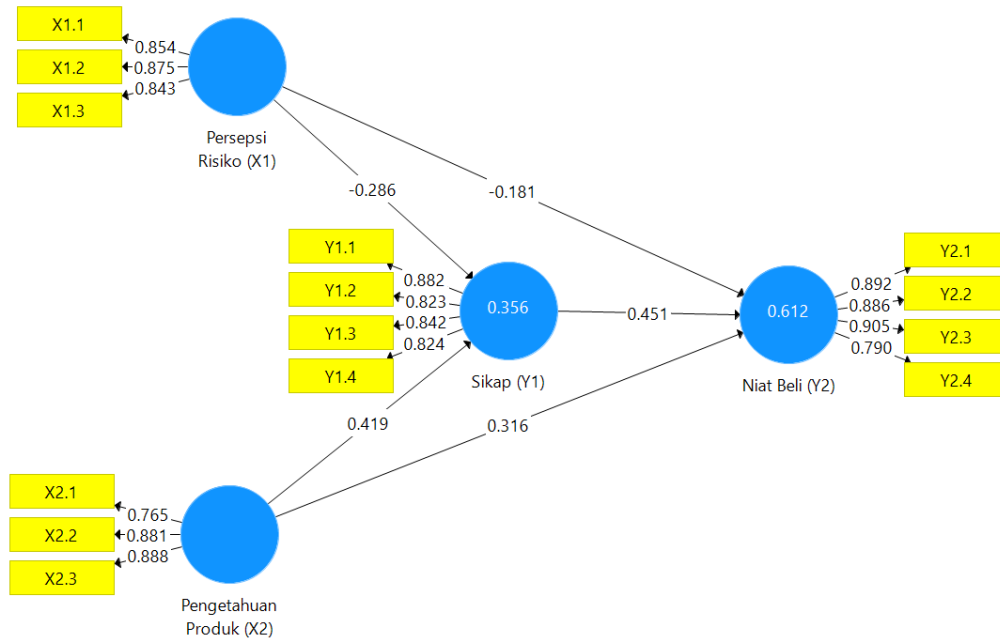 X1.1
X1.2
X1.3
0.854
0.875
0.843
Persepsi
Risiko (X1)
-0.286
-0.181
Y1.1
Y1.2
Y1.3
Y1.4
0.882
0.823
0.842
0.824
0.356
Sikap (Y1)
0.451
0.612
Niat Beli (Y2)
0.892
0.886
0.905
0.790
Y2.1
Y2.2
Y2.3
Y2.4
0.419
0.316
X2.1
X2.2
X2.3
0.765
0.881
0.888
Pengetahuan
Produk (X2)